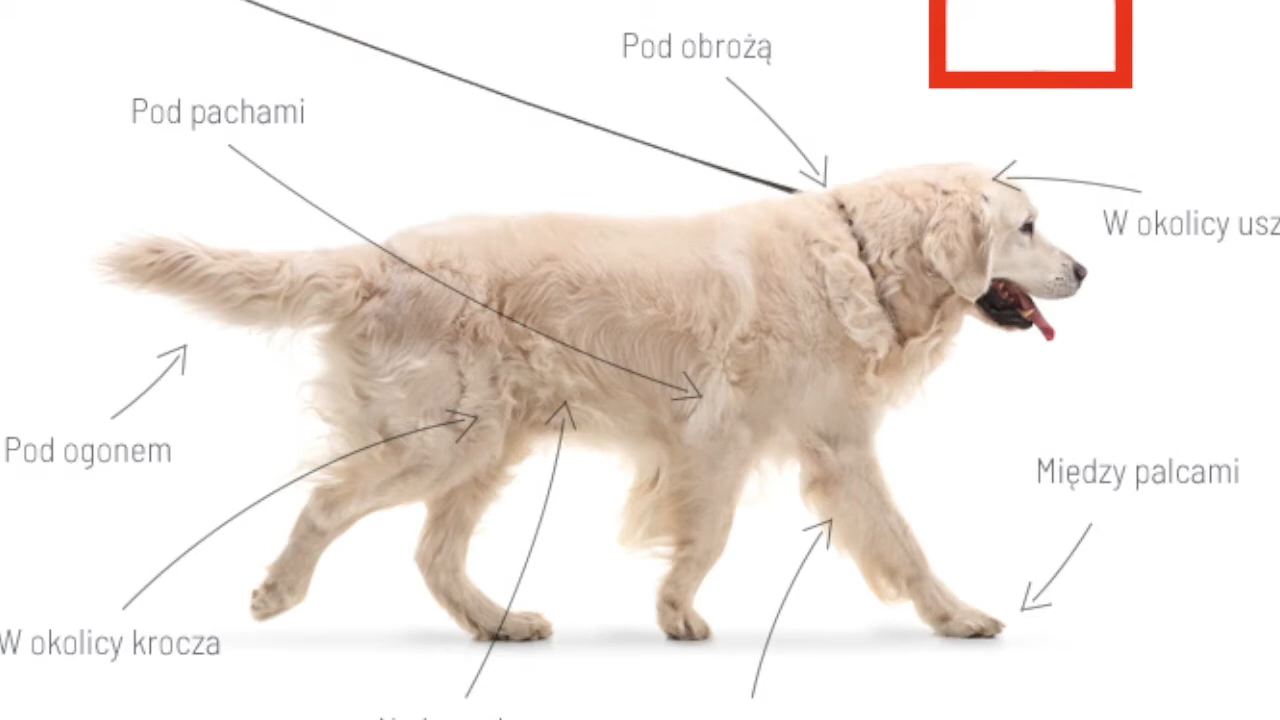 Pod obrożą
Pod pachami
W okolicy usz
Pod ogonem
Między palcami
W okolicy krocza